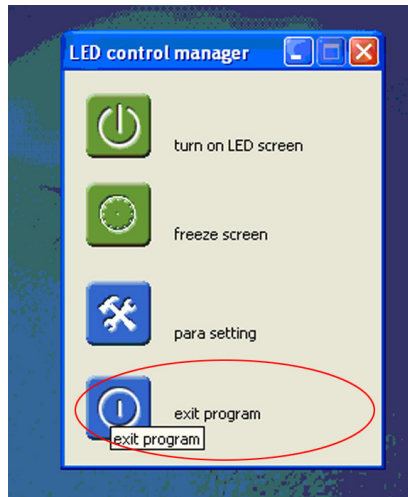 LED control manager
turn on LED screen
freeze screen
para setting
exit program
exit program